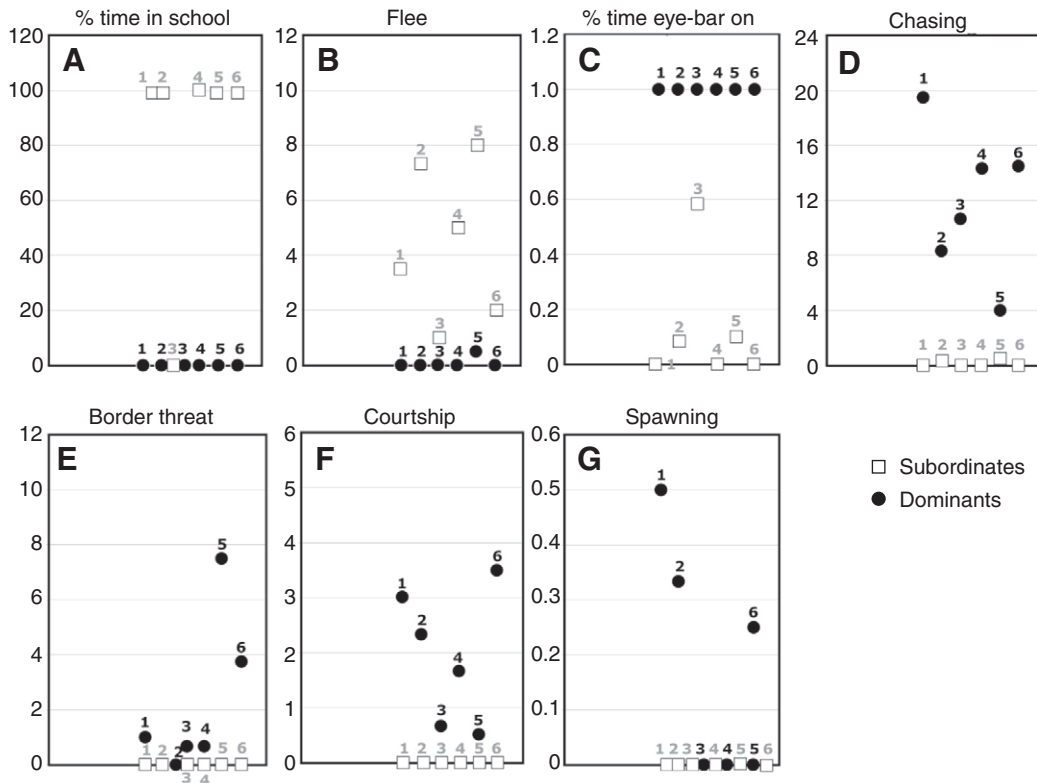 % time in school
Flee
% time eye-bar on
Chasing
120
100
80
60
40
20
0
A
1 2 4 5 6
1 2 3 3 4 5 6
12
10
8
6
4
2
0
B
5
2
4
1
6
3
1 2 3 4 5 6
1.2
1.0
0.8
0.6
0.4
0.2
0
C
1 2 3 4 5 6
3
2 5
1 4 6
24
20
16
12
8
4
0
D
1
4 6
3
2
5
1 2 3 4 5 6
Border threat
Courtship
Spawning
12
10
8
6
4
2
0
E
5
6
1 3 4
1 2 2 5 6
3 4
6
5
4
3
2
1
0
F
6
1
2
4
3 5
1 2 3 4 5 6
0.6
0.5
0.4
0.3
0.2
0.1
0
G
1
2
6
1 2 3 3 4 4 5 5 6
Subordinates
Dominants